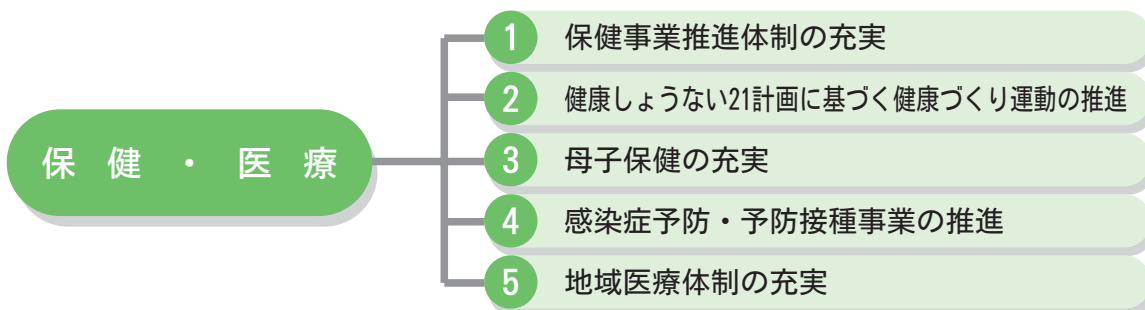 保健・医療
1 保健事業推進体制の充実
2 健康しょうない21計画に基づく健康づくり運動の推進
3 母子保健の充実
4 感染症予防・予防接種事業の推進
5 地域医療体制の充実